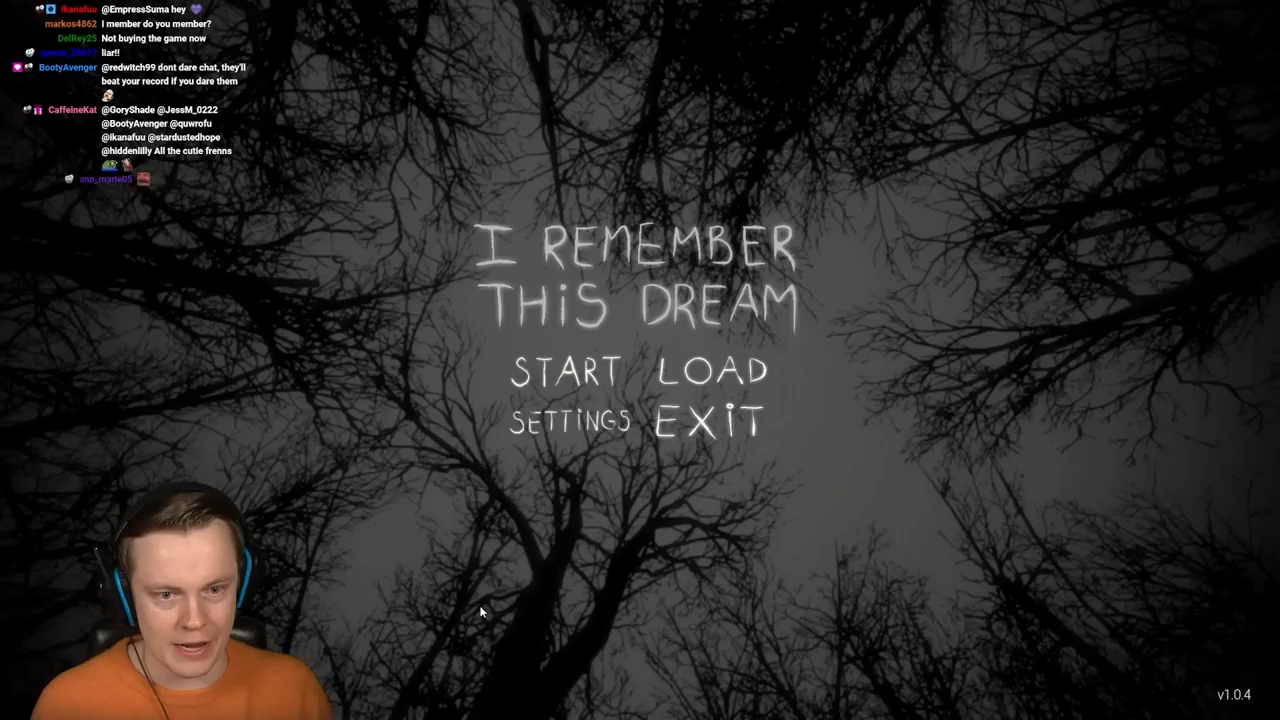 Ikanafuu @EmpressSuma hey
markos4862 I member do you member?
DelRey25 Not buying the game now
liar!!
BootyAvenger @redwitch99 dont dare chat, they'll
beat your record if you dare them
CaffeineKat @GoryShade @JessM_0222
@BootyAvenger @quwrofu
@ikanafuu @stardustedhope
@hiddenlilly All the cutie frenns
ann_marie05
I REMEMBER
THiS DREAM
START LOAD
SETTiNGS EXiT
v1.0.4